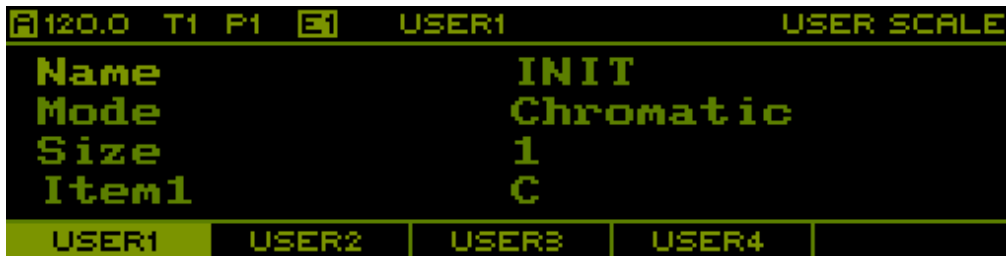 A 120.0 T1 P1 E1 USER1 USER SCALE
Name INIT
Mode Chromatic
Size 1
Item1 C
USER1 USER2 USER3 USER4